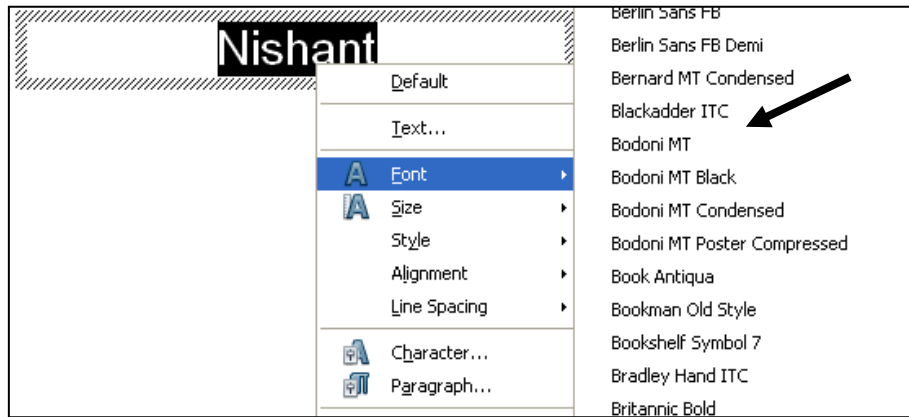 Nishant
Default
Text...
Font
Size
Style
Alignment
Line Spacing
Character...
Paragraph...
Berlin Sans FB
Berlin Sans FB Demi
Bernard MT Condensed
Blackadder ITC
Bodoni MT
Bodoni MT Black
Bodoni MT Condensed
Bodoni MT Poster Compressed
Book Antiqua
Bookman Old Style
Bookshelf Symbol 7
Bradley Hand ITC
Britannic Bold